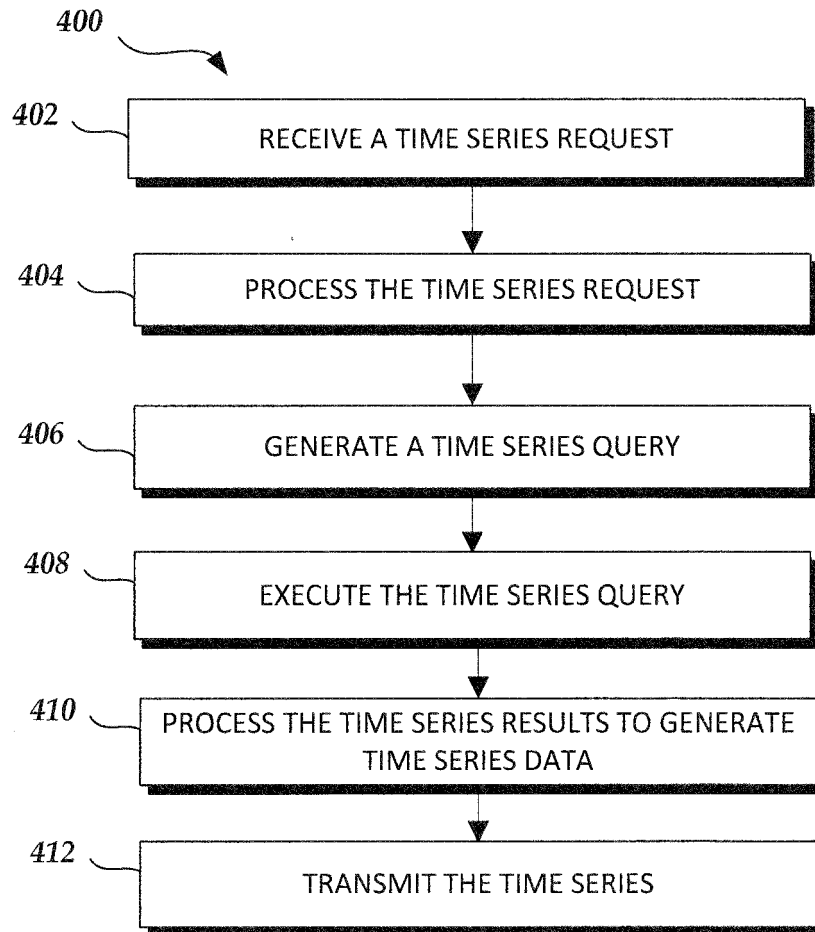 400
402
RECEIVE A TIME SERIES REQUEST
404
PROCESS THE TIME SERIES REQUEST
406
GENERATE A TIME SERIES QUERY
408
EXECUTE THE TIME SERIES QUERY
410
PROCESS THE TIME SERIES RESULTS TO GENERATE
TIME SERIES DATA
412
TRANSMIT THE TIME SERIES